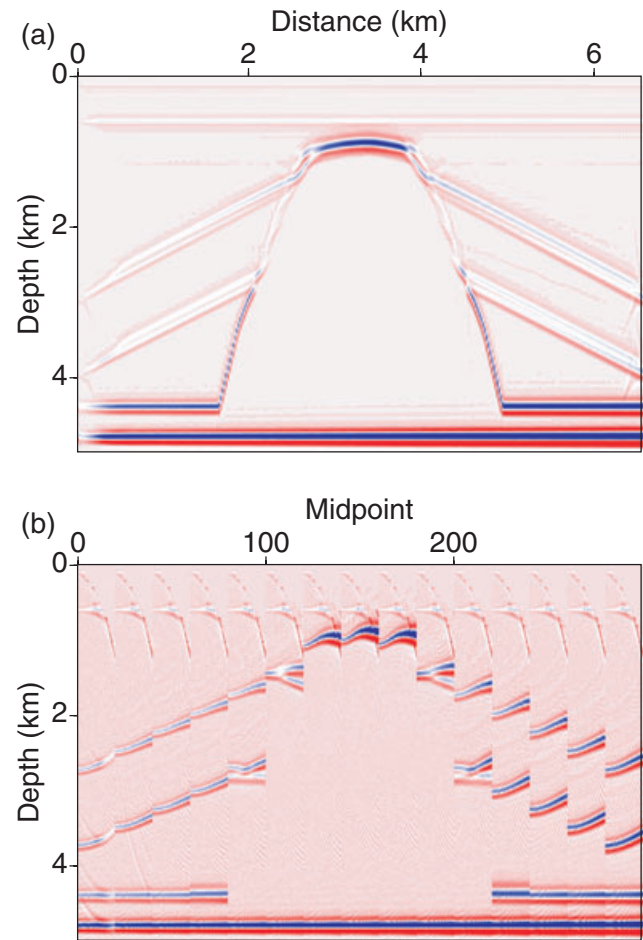 (a)
Distance (km)
0 2 4 6
0
2
4
Depth (km)
(b)
Midpoint
0 100 200
0
2
4
Depth (km)